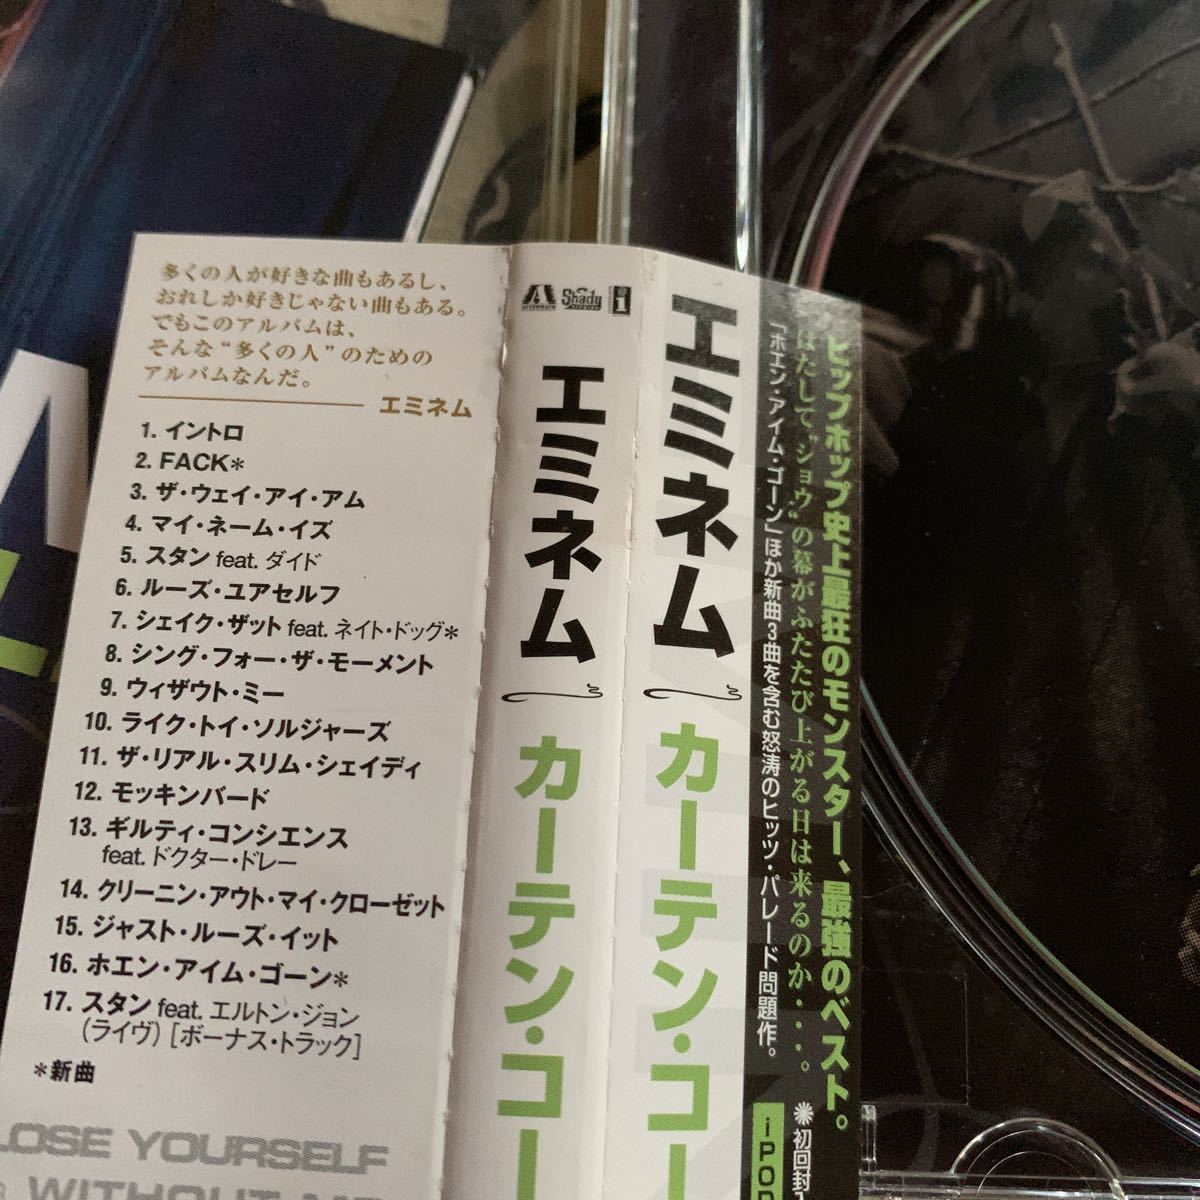 多くの人が好きな曲もあるし、
おれしか好きじゃない曲もある。
でもこのアルバムは、
そんな“多くの人”のための
アルバムなんだ。
エミネム
1. イントロ
2. FACK*
3. ザ・ウェイ・アイ・アム
4. マイ・ネーム・イズ
5. スタン feat. ダイド
6. ルーズ・ユアセルフ
7. シェイク・ザット feat. ネイト・ドッグ*
8. シング・フォー・ザ・モーメント
9. ウィザウト・ミー
10. ライク・トイ・ソルジャーズ
11. ザ・リアル・スリム・シェイディ
12. モッキンバード
13. ギルティ・コンシエンス
feat. ドクター・ドレー
14. クリーニン・アウト・マイ・クローゼット
15. ジャスト・ルーズ・イット
16. ホエン・アイム・ゴーン*
17. スタン feat. エルトン・ジョン
(ライヴ) [ボーナス・トラック]
*新曲
LOSE YOURSELF
WITHOUT ME
AFTERMATH
Shady
エミネム
カーテン・コー
エミネム
カーテン・コー
ヒップホップ史上最狂のモンスター、最強のベスト。
はたして“ショウ”の幕がふたたび上がる日は来るのか・・・。
「ホエン・アイム・ゴーン」ほか新曲3曲を含む怒涛のヒッツ・パレード問題作。
初回封入
iPOD